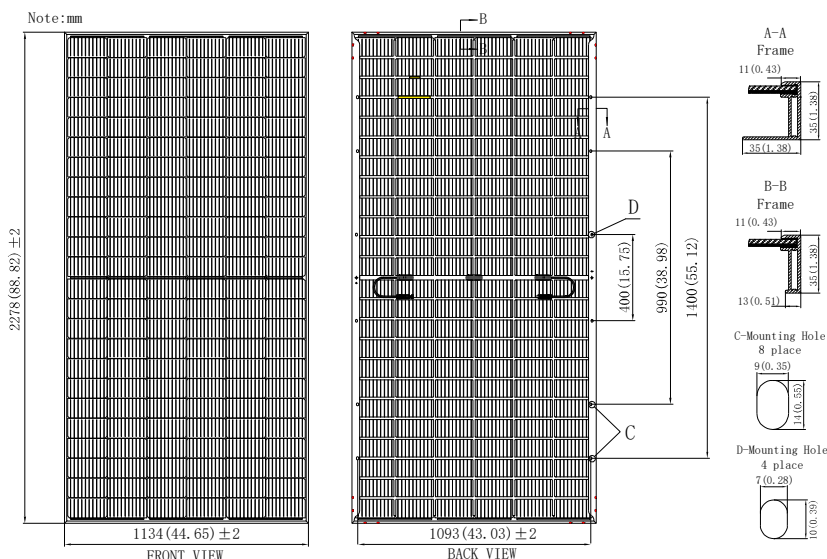 Note:mm
2278(88.82)±2
1134(44.65)±2
FRONT VIEW
B
B
A
A
D
400(15.75)
990(38.98)
1400(55.12)
C
1093(43.03)±2
BACK VIEW
A-A
Frame
11(0.43)
35(1.38)
35(1.38)
B-B
Frame
11(0.43)
35(1.38)
13(0.51)
C-Mounting Hole
8 place
9(0.35)
14(0.55)
D-Mounting Hole
4 place
7(0.28)
10(0.39)